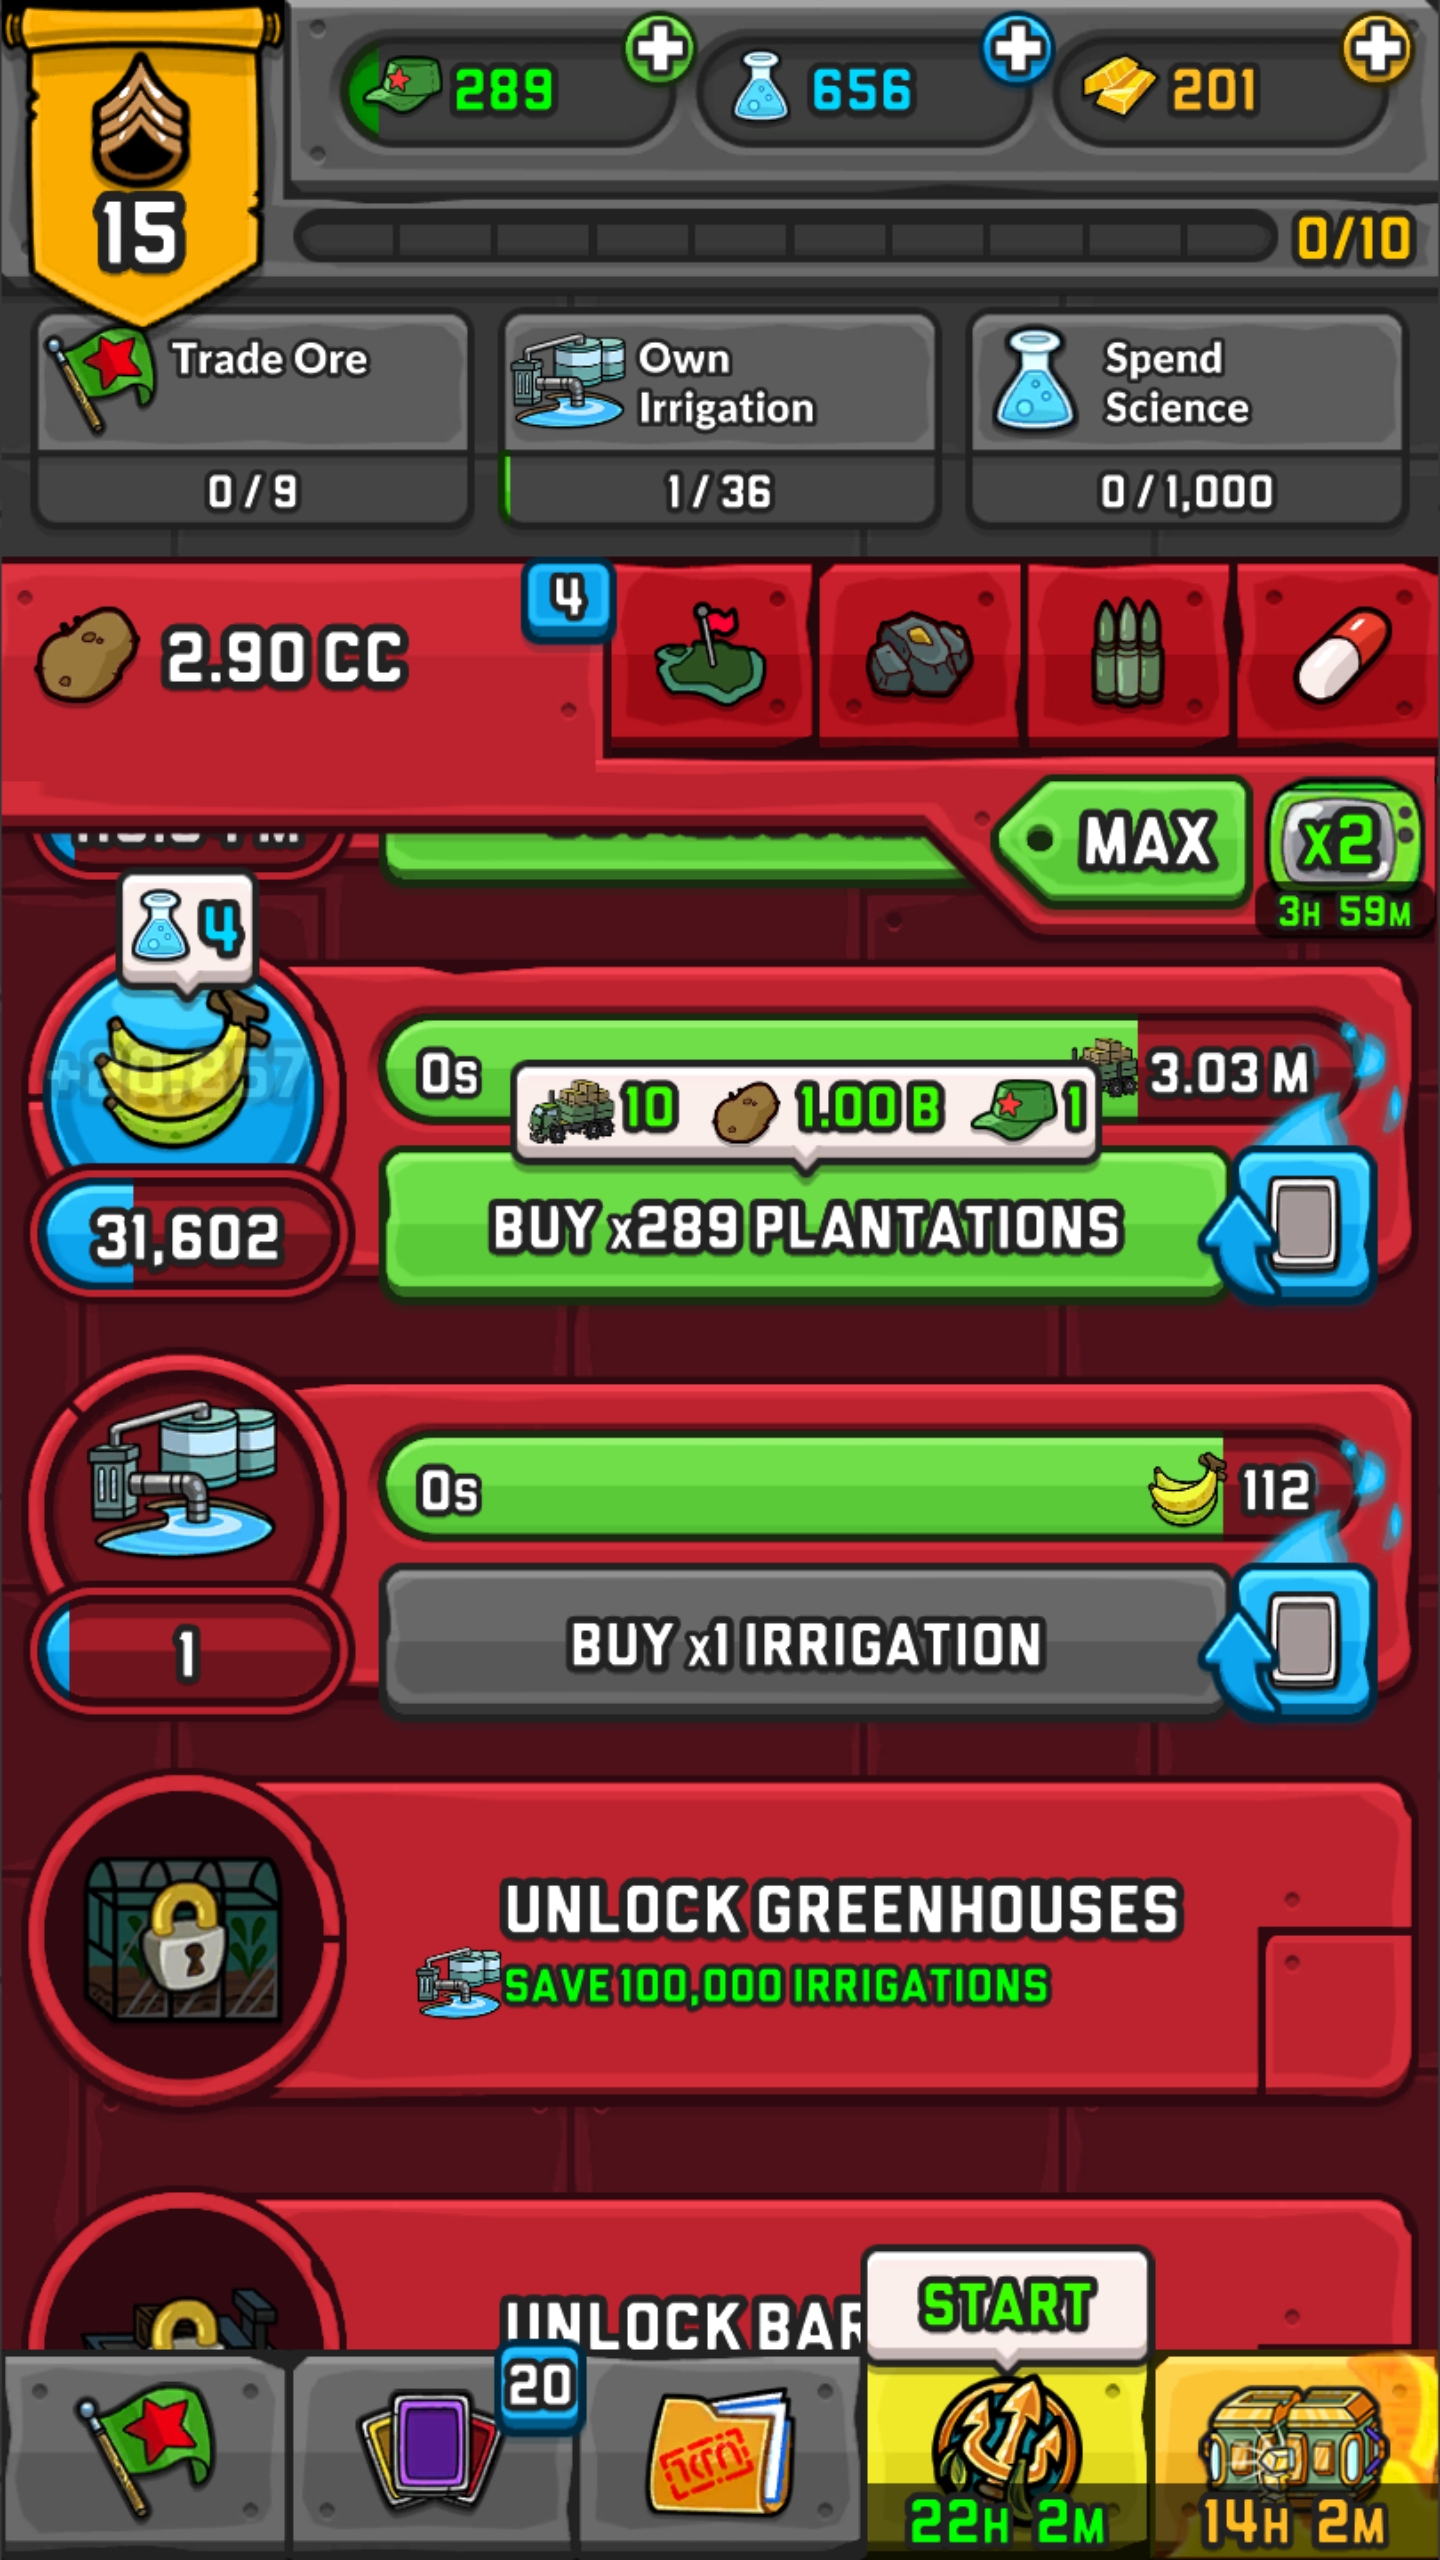 289
656
201
15
0/10
Trade Ore
0 / 9
Own
Irrigation
1 / 36
Spend
Science
0 / 1,000
2.90 CC
4
MAX
x2
3H 59M
4
0s
3.03 M
10
1.00 B
1
31,602
BUY x289 PLANTATIONS
0s
112
1
BUY x1 IRRIGATION
UNLOCK GREENHOUSES
SAVE 100,000 IRRIGATIONS
UNLOCK BAR
START
20
22H 2M
14H 2M